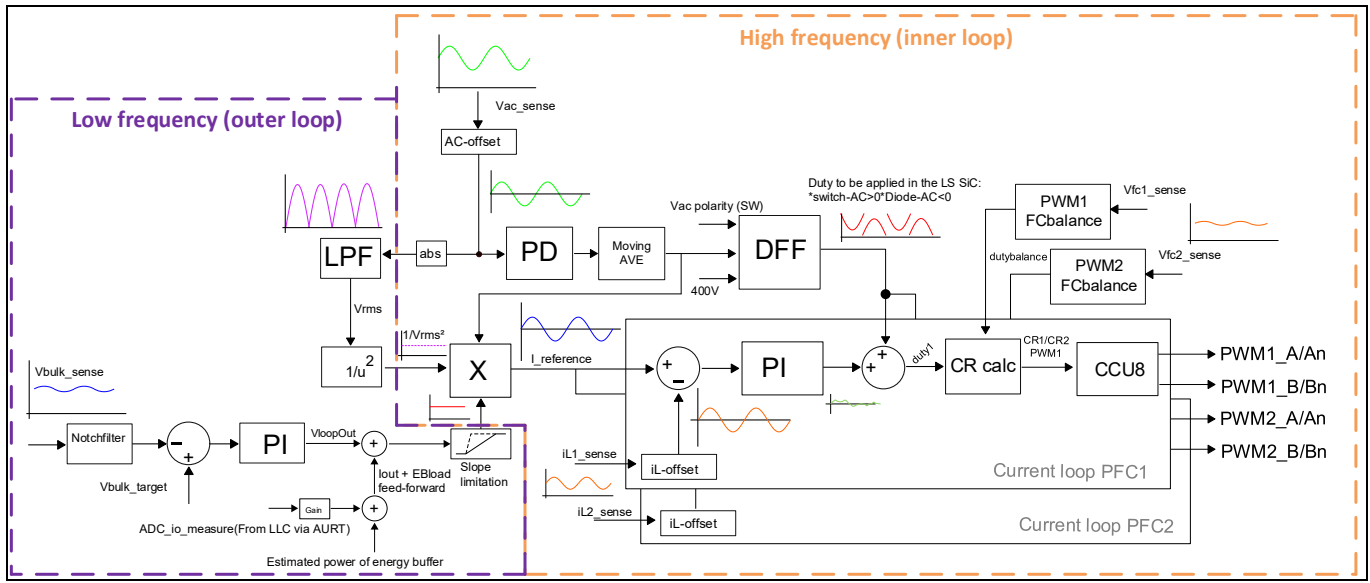 High frequency (inner loop)
Low frequency (outer loop)
Vac_sense
AC-offset
Duty to be applied in the LS SiC:
*switch-AC>0*Diode-AC<0
PWM1
FCbalance
Vfc1_sense
Vac polarity (SW)
LPF
abs
PD
Moving
AVE
DFF
dutybalance
PWM2
FCbalance
Vfc2_sense
400V
Vrms
1/Vrms²
I_reference
CR1/CR2
PWM1
Vbulk_sense
1/u²
X
+
−
PI
+
+
duty1
CR calc
CCU8
PWM1_A/An
PWM1_B/Bn
PWM2_A/An
PWM2_B/Bn
Notchfilter
−
+
PI
VloopOut
+
Slope
limitation
iL1_sense
iL-offset
Current loop PFC1
Vbulk_target
Iout + EBload
feed-forward
Gain
+
iL2_sense
iL-offset
Current loop PFC2
ADC_io_measure(From LLC via AURT)
Estimated power of energy buffer